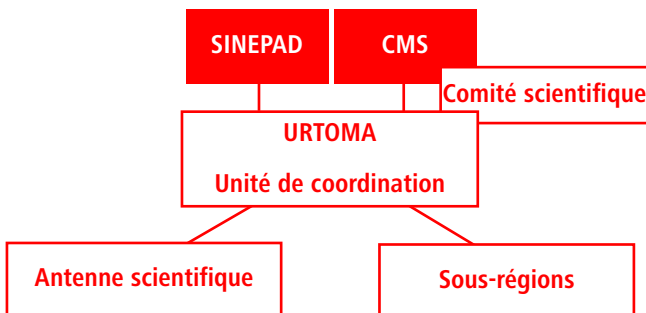 SINEPAD
CMS
Comité scientifique
URTOMA
Unité de coordination
Antenne scientifique
Sous-régions